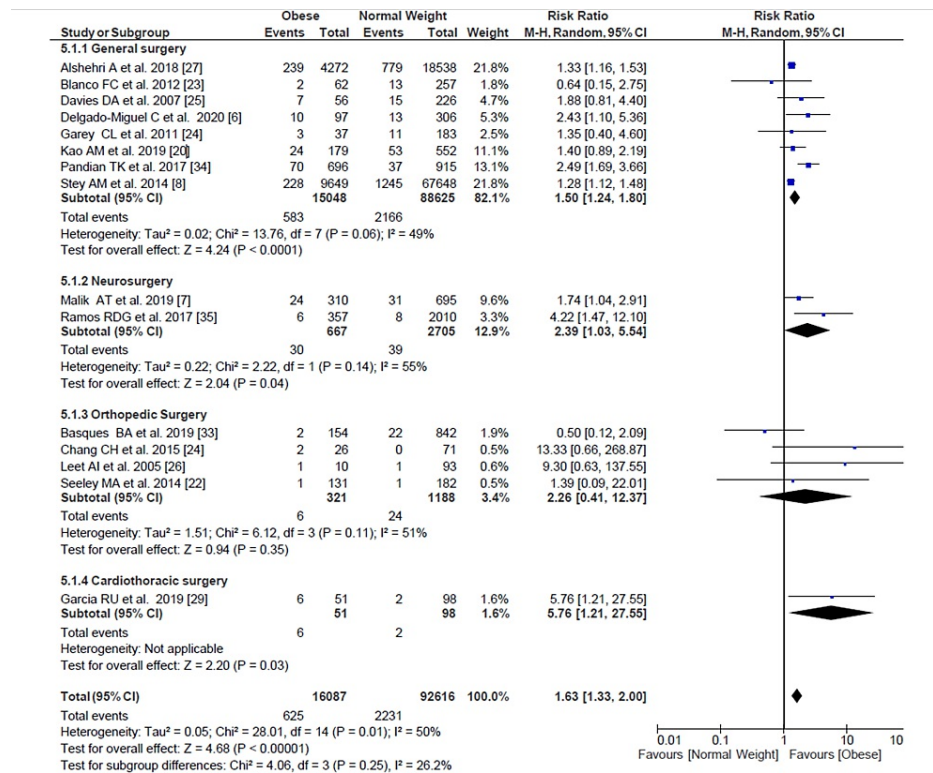 Obese Normal Weight Risk Ratio Risk Ratio
Study or Subgroup Events Total Events Total Weight M-H, Random, 95% CI M-H, Random, 95% CI
5.1.1 General surgery
Alshehri A et al. 2018 [27] 239 4272 779 18538 21.8% 1.33 [1.16, 1.53]
Blanco FC et al. 2012 [23] 2 62 13 257 1.8% 0.64 [0.15, 2.75]
Davies DA et al. 2007 [25] 7 56 15 226 4.7% 1.88 [0.81, 4.40]
Delgado-Miguel C et al. 2020 [6] 10 97 13 306 5.1% 2.43 [1.10, 5.36]
Garey CL et al. 2011 [24] 3 37 11 183 2.5% 1.35 [0.40, 4.60]
Kao AM et al. 2019 [20] 24 179 53 552 11.5% 1.40 [0.89, 2.19]
Pandian TK et al. 2017 [34] 70 696 37 915 13.1% 2.49 [1.69, 3.66]
Stey AM et al. 2014 [8] 228 9649 1245 67648 21.8% 1.28 [1.12, 1.48]
Subtotal (95% CI) 15048 88625 82.1% 1.50 [1.24, 1.80]
Total events 583 2166
Heterogeneity: Tau² = 0.02; Chi² = 13.76, df = 7 (P = 0.06); I² = 49%
Test for overall effect: Z = 4.24 (P < 0.0001)
5.1.2 Neurosurgery
Malik AT et al. 2019 [7] 24 310 31 695 9.6% 1.74 [1.04, 2.91]
Ramos RDG et al. 2017 [35] 6 357 8 2010 3.3% 4.22 [1.47, 12.10]
Subtotal (95% CI) 667 2705 12.9% 2.39 [1.03, 5.54]
Total events 30 39
Heterogeneity: Tau² = 0.22; Chi² = 2.22, df = 1 (P = 0.14); I² = 55%
Test for overall effect: Z = 2.04 (P = 0.04)
5.1.3 Orthopedic Surgery
Basques BA et al. 2019 [33] 2 154 22 842 1.9% 0.50 [0.12, 2.09]
Chang CH et al. 2015 [24] 2 26 0 71 0.5% 13.33 [0.66, 268.87]
Leet AI et al. 2005 [26] 1 10 1 93 0.6% 9.30 [0.63, 137.55]
Seeley MA et al. 2014 [22] 1 131 1 182 0.5% 1.39 [0.09, 22.01]
Subtotal (95% CI) 321 1188 3.4% 2.26 [0.41, 12.37]
Total events 6 24
Heterogeneity: Tau² = 1.51; Chi² = 6.12, df = 3 (P = 0.11); I² = 51%
Test for overall effect: Z = 0.94 (P = 0.35)
5.1.4 Cardiothoracic surgery
Garcia RU et al. 2019 [29] 6 51 2 98 1.6% 5.76 [1.21, 27.55]
Subtotal (95% CI) 51 98 1.6% 5.76 [1.21, 27.55]
Total events 6 2
Heterogeneity: Not applicable
Test for overall effect: Z = 2.20 (P = 0.03)
Total (95% CI) 16087 92616 100.0% 1.63 [1.33, 2.00]
Total events 625 2231
Heterogeneity: Tau² = 0.05; Chi² = 28.01, df = 14 (P = 0.01); I² = 50%
Test for overall effect: Z = 4.68 (P < 0.00001)
Test for subgroup differences: Chi² = 4.06, df = 3 (P = 0.25), I² = 26.2%
0.01 0.1 1 10 10
Favours [Normal Weight] Favours [Obese]